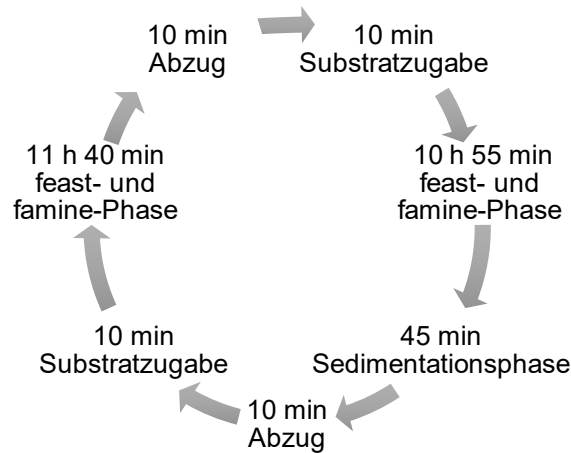 10 min
Abzug
10 min
Substratzugabe
10 h 55 min
feast- und
famine-Phase
45 min
Sedimentationsphase
10 min
Abzug
10 min
Substratzugabe
11 h 40 min
feast- und
famine-Phase